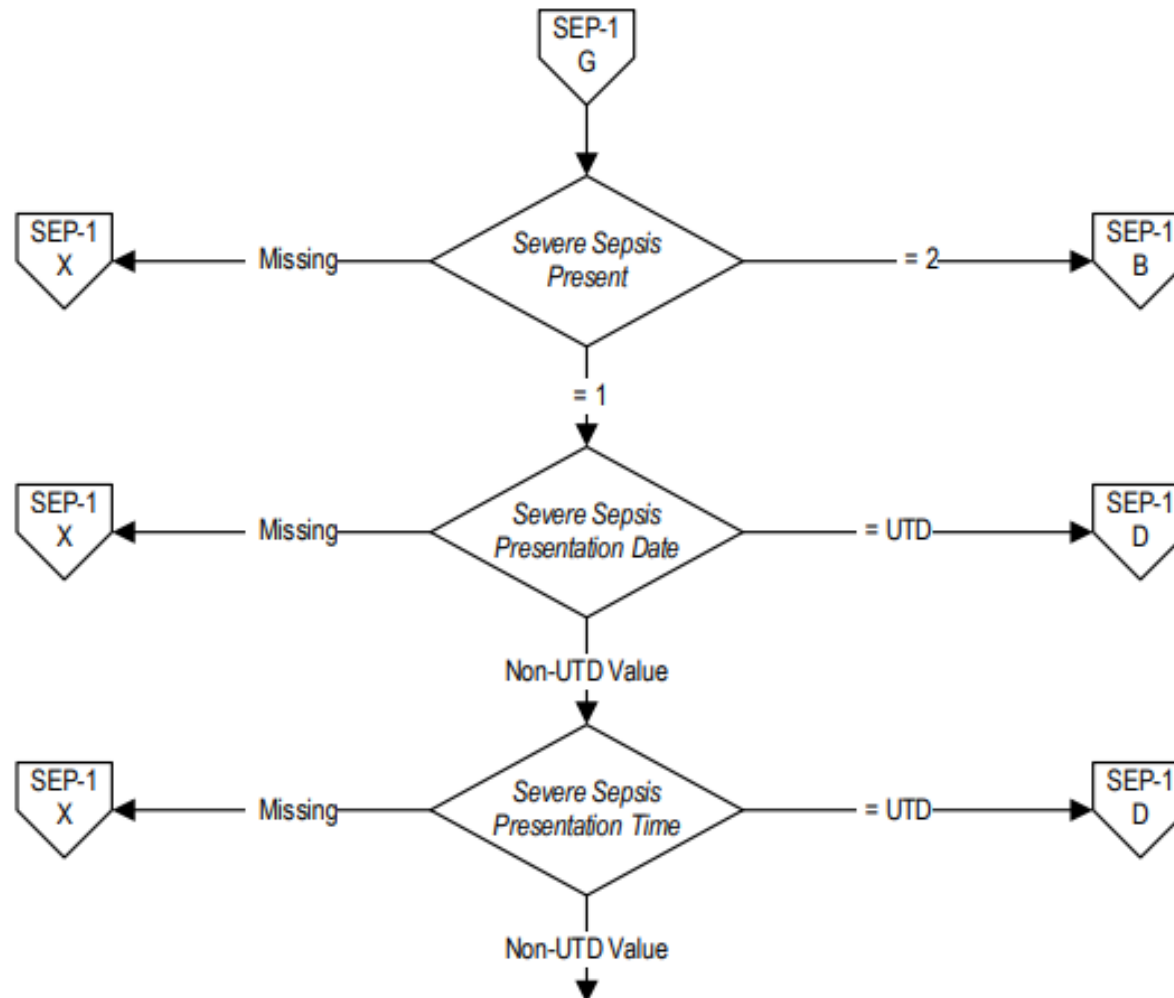 SEP-1
G
SEP-1
X
Missing
Severe Sepsis
Present
= 2
SEP-1
B
= 1
SEP-1
X
Missing
Severe Sepsis
Presentation Date
= UTD
SEP-1
D
Non-UTD Value
SEP-1
X
Missing
Severe Sepsis
Presentation Time
= UTD
SEP-1
D
Non-UTD Value